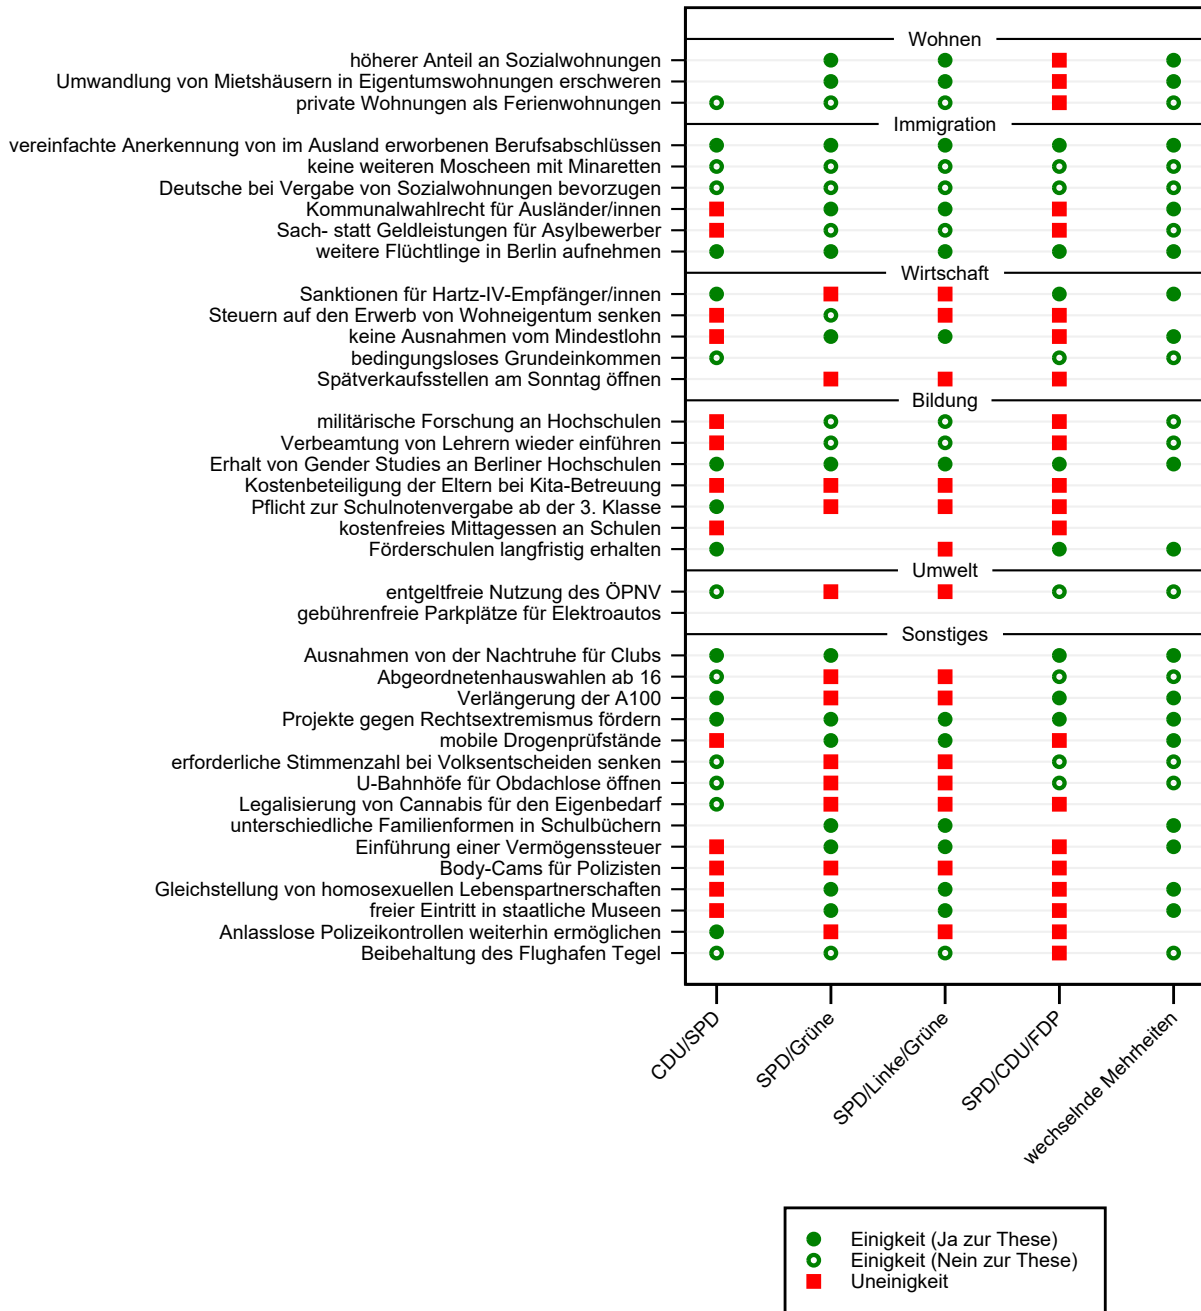 Wohnen
höherer Anteil an Sozialwohnungen
Umwandlung von Mietshäusern in Eigentumswohnungen erschweren
private Wohnungen als Ferienwohnungen
Immigration
vereinfachte Anerkennung von im Ausland erworbenen Berufsabschlüssen
keine weiteren Moscheen mit Minaretten
Deutsche bei Vergabe von Sozialwohnungen bevorzugen
Kommunalwahlrecht für Ausländer/innen
Sach- statt Geldleistungen für Asylbewerber
weitere Flüchtlinge in Berlin aufnehmen
Wirtschaft
Sanktionen für Hartz-IV-Empfänger/innen
Steuern auf den Erwerb von Wohneigentum senken
keine Ausnahmen vom Mindestlohn
bedingungsloses Grundeinkommen
Spätverkaufsstellen am Sonntag öffnen
Bildung
militärische Forschung an Hochschulen
Verbeamtung von Lehrern wieder einführen
Erhalt von Gender Studies an Berliner Hochschulen
Kostenbeteiligung der Eltern bei Kita-Betreuung
Pflicht zur Schulnotenvergabe ab der 3. Klasse
kostenfreies Mittagessen an Schulen
Förderschulen langfristig erhalten
Umwelt
entgeltfreie Nutzung des ÖPNV
gebührenfreie Parkplätze für Elektroautos
Sonstiges
Ausnahmen von der Nachtruhe für Clubs
Abgeordnetenhauswahlen ab 16
Verlängerung der A100
Projekte gegen Rechtsextremismus fördern
mobile Drogenprüfstände
erforderliche Stimmenzahl bei Volksentscheiden senken
U-Bahnhöfe für Obdachlose öffnen
Legalisierung von Cannabis für den Eigenbedarf
unterschiedliche Familienformen in Schulbüchern
Einführung einer Vermögenssteuer
Body-Cams für Polizisten
Gleichstellung von homosexuellen Lebenspartnerschaften
freier Eintritt in staatliche Museen
Anlasslose Polizeikontrollen weiterhin ermöglichen
Beibehaltung des Flughafen Tegel
CDU/SPD
SPD/Grüne
SPD/Linke/Grüne
SPD/CDU/FDP
wechselnde Mehrheiten
Einigkeit (Ja zur These)
Einigkeit (Nein zur These)
Uneinigkeit